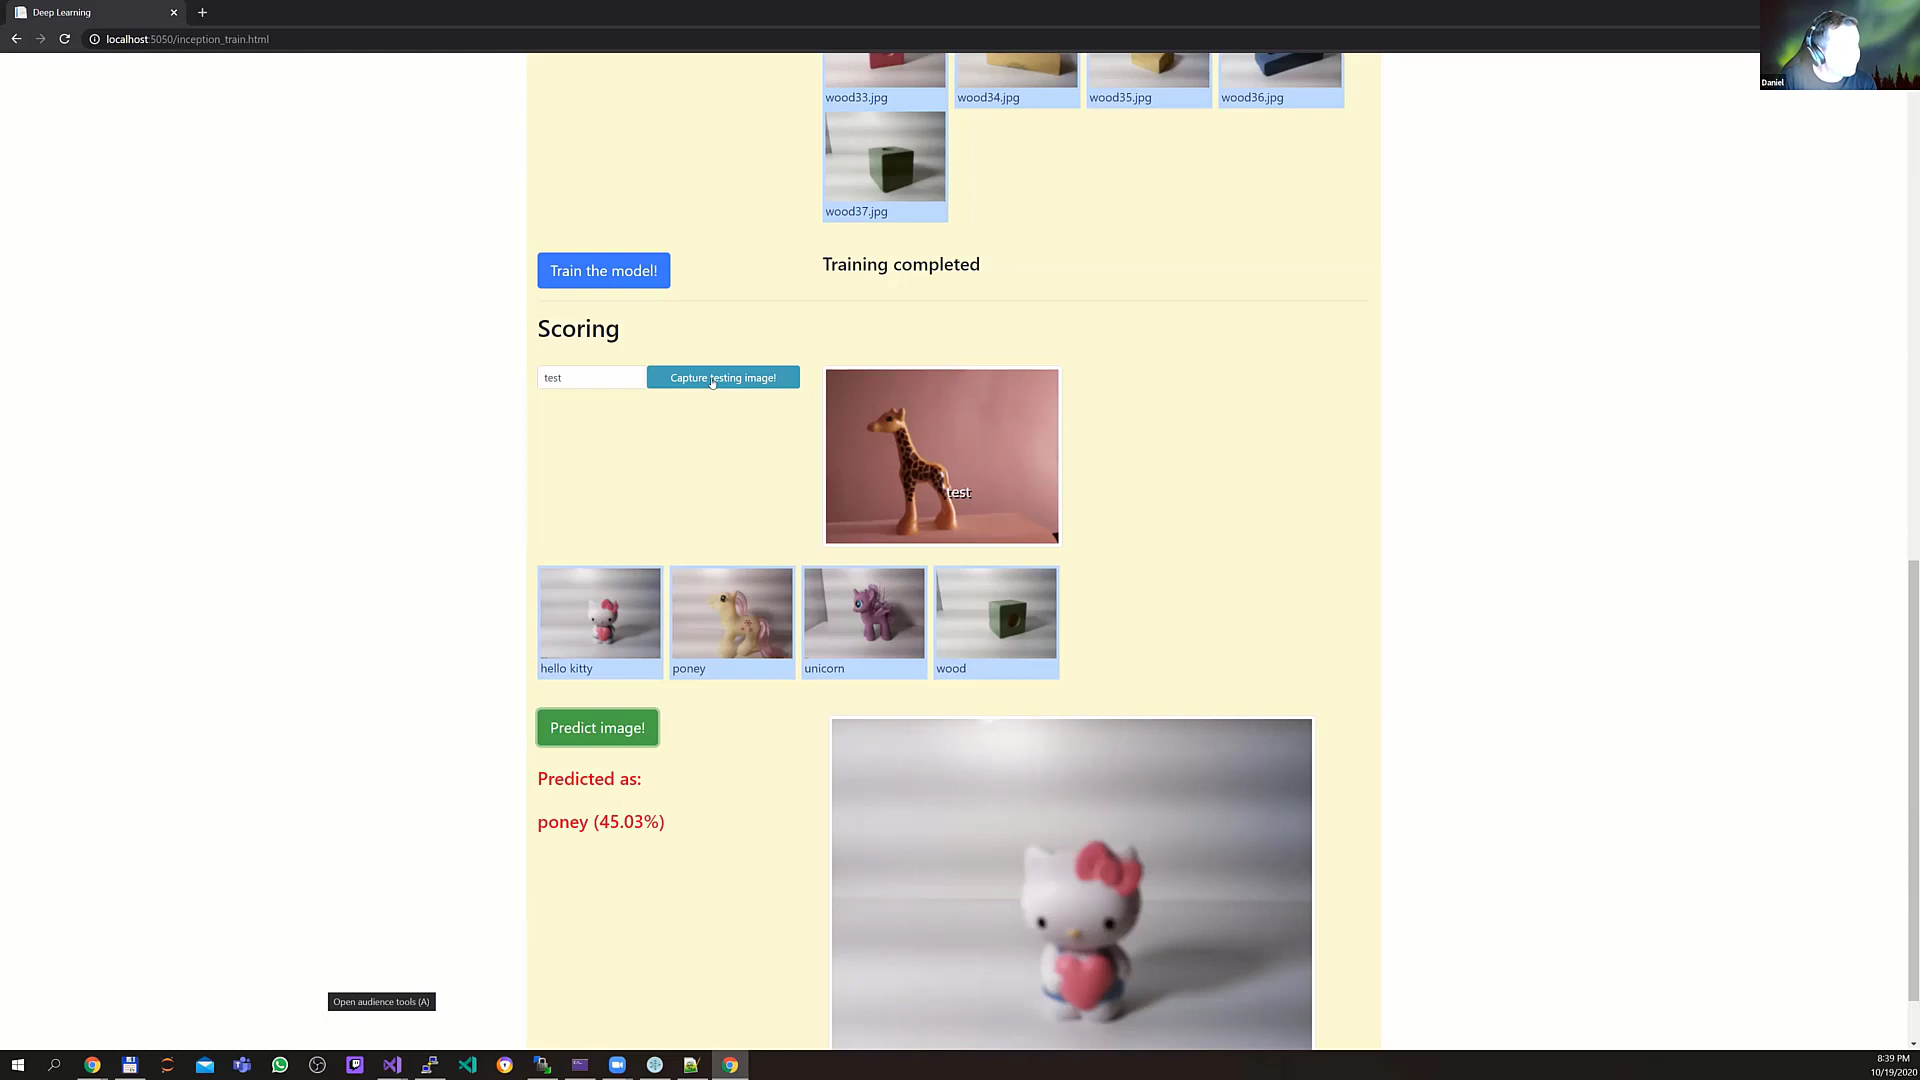 Deep Learning
localhost:5050/inception_train.html
Daniel
wood33.jpg
wood34.jpg
wood35.jpg
wood36.jpg
wood37.jpg
Train the model!
Training completed
Scoring
test
Capture testing image!
test
hello kitty
poney
unicorn
wood
Predict image!
Predicted as:
poney (45.03%)
Open audience tools (A)
8:39 PM
10/19/2020